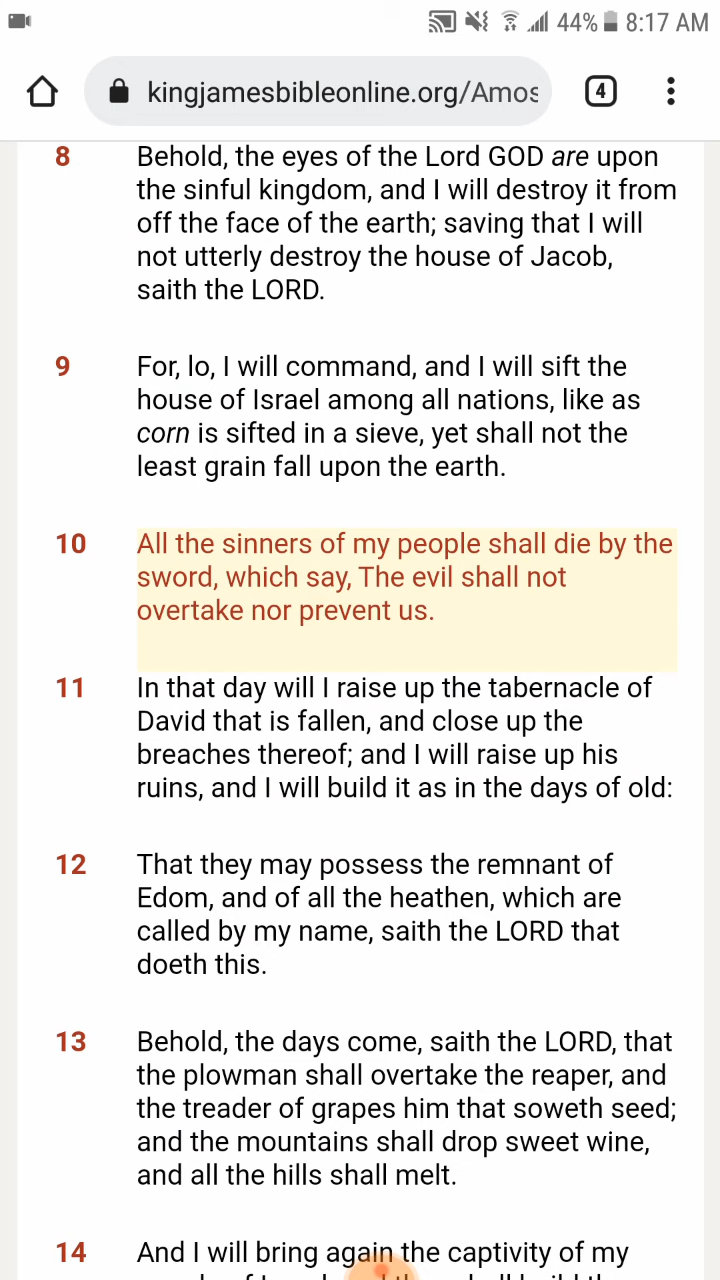 44% 8:17 AM
kingjamesbibleonline.org/Amos 4
8 Behold, the eyes of the Lord GOD are upon
the sinful kingdom, and I will destroy it from
off the face of the earth; saving that I will
not utterly destroy the house of Jacob,
saith the LORD.
9 For, lo, I will command, and I will sift the
house of Israel among all nations, like as
corn is sifted in a sieve, yet shall not the
least grain fall upon the earth.
10 All the sinners of my people shall die by the
sword, which say, The evil shall not
overtake nor prevent us.
11 In that day will I raise up the tabernacle of
David that is fallen, and close up the
breaches thereof; and I will raise up his
ruins, and I will build it as in the days of old:
12 That they may possess the remnant of
Edom, and of all the heathen, which are
called by my name, saith the LORD that
doeth this.
13 Behold, the days come, saith the LORD, that
the plowman shall overtake the reaper, and
the treader of grapes him that soweth seed;
and the mountains shall drop sweet wine,
and all the hills shall melt.
14 And I will bring again the captivity of my